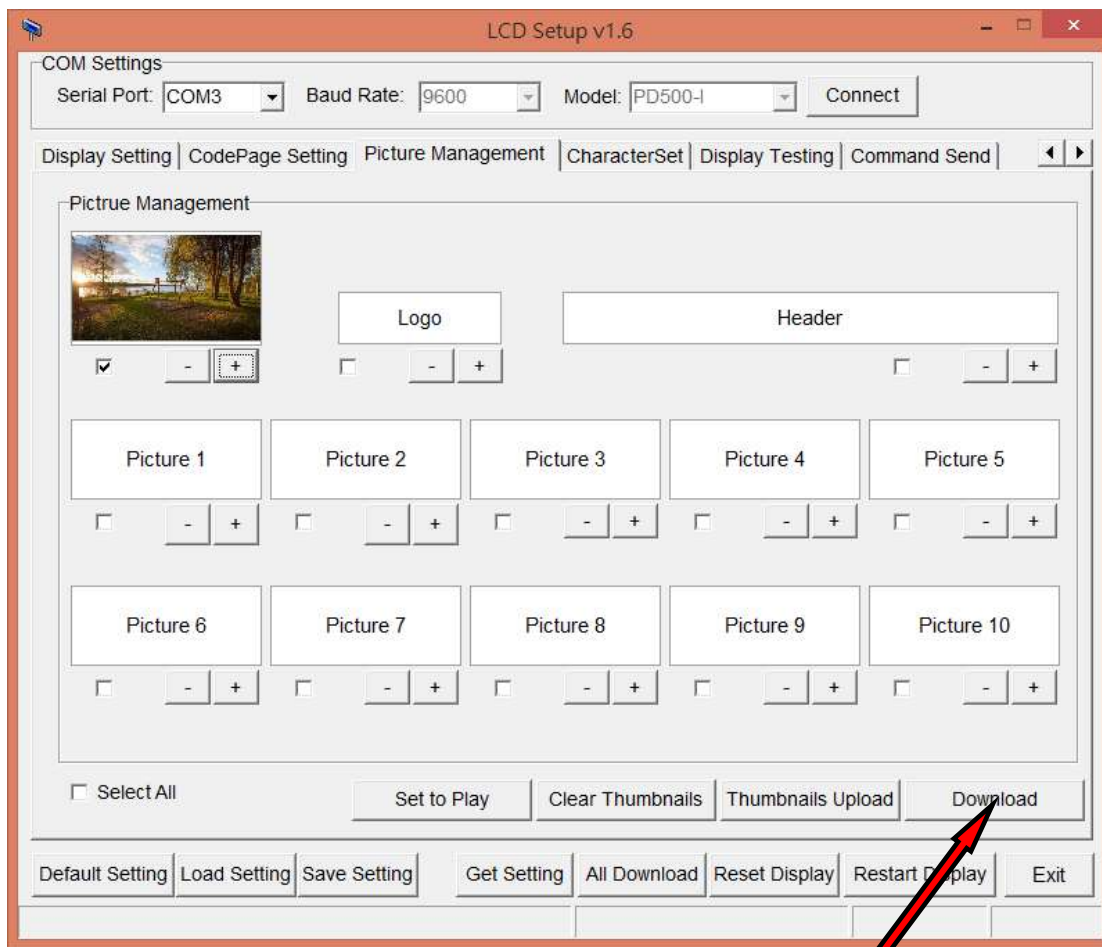 LCD Setup v1.6
COM Settings
Serial Port: COM3 Baud Rate: 9600 Model: PD500-I Connect
Display Setting CodePage Setting Picture Management CharacterSet Display Testing Command Send
Pictrue Management
Logo Header
- + - + - +
Picture 1 Picture 2 Picture 3 Picture 4 Picture 5
- + - + - + - + - +
Picture 6 Picture 7 Picture 8 Picture 9 Picture 10
- + - + - + - + - +
Select All Set to Play Clear Thumbnails Thumbnails Upload Download
Default Setting Load Setting Save Setting Get Setting All Download Reset Display Restart Display Exit